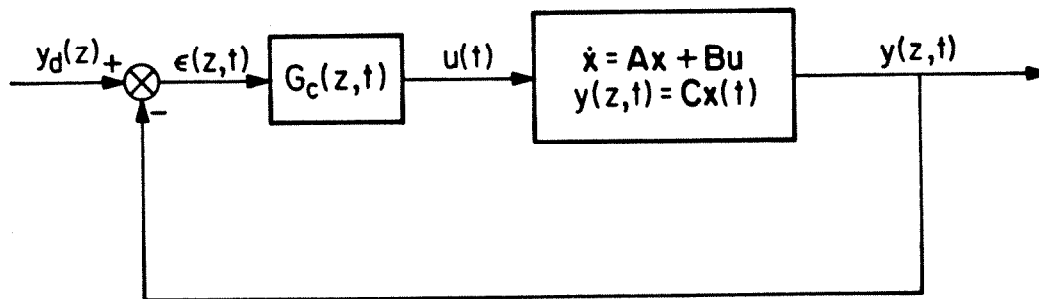 y_d(z) +
−
ϵ(z,t)
G_c(z,t)
u(t)
ẋ = Ax + Bu
y(z,t) = Cx(t)
y(z,t)